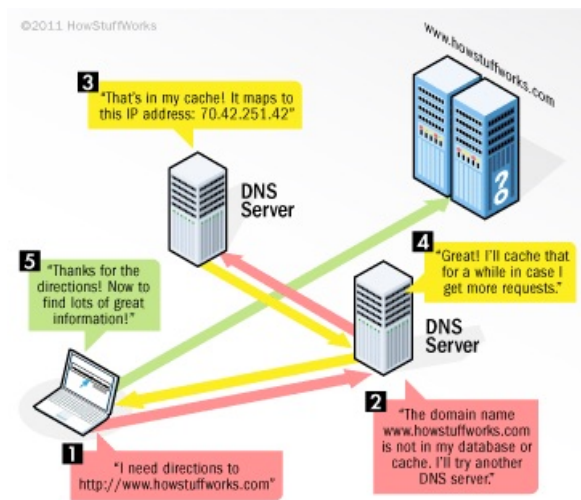 ©2011 HowStuffWorks
www.howstuffworks.com
3
"That's in my cache! It maps to
this IP address: 70.42.251.42"
DNS
Server
4
"Great! I'll cache that
for a while in case I
get more requests."
5
"Thanks for the
directions! Now to
find lots of great
information!"
DNS
Server
2
"The domain name
www.howstuffworks.com
is not in my database or
cache. I'll try another
DNS server."
1
"I need directions to
http://www.howstuffworks.com"